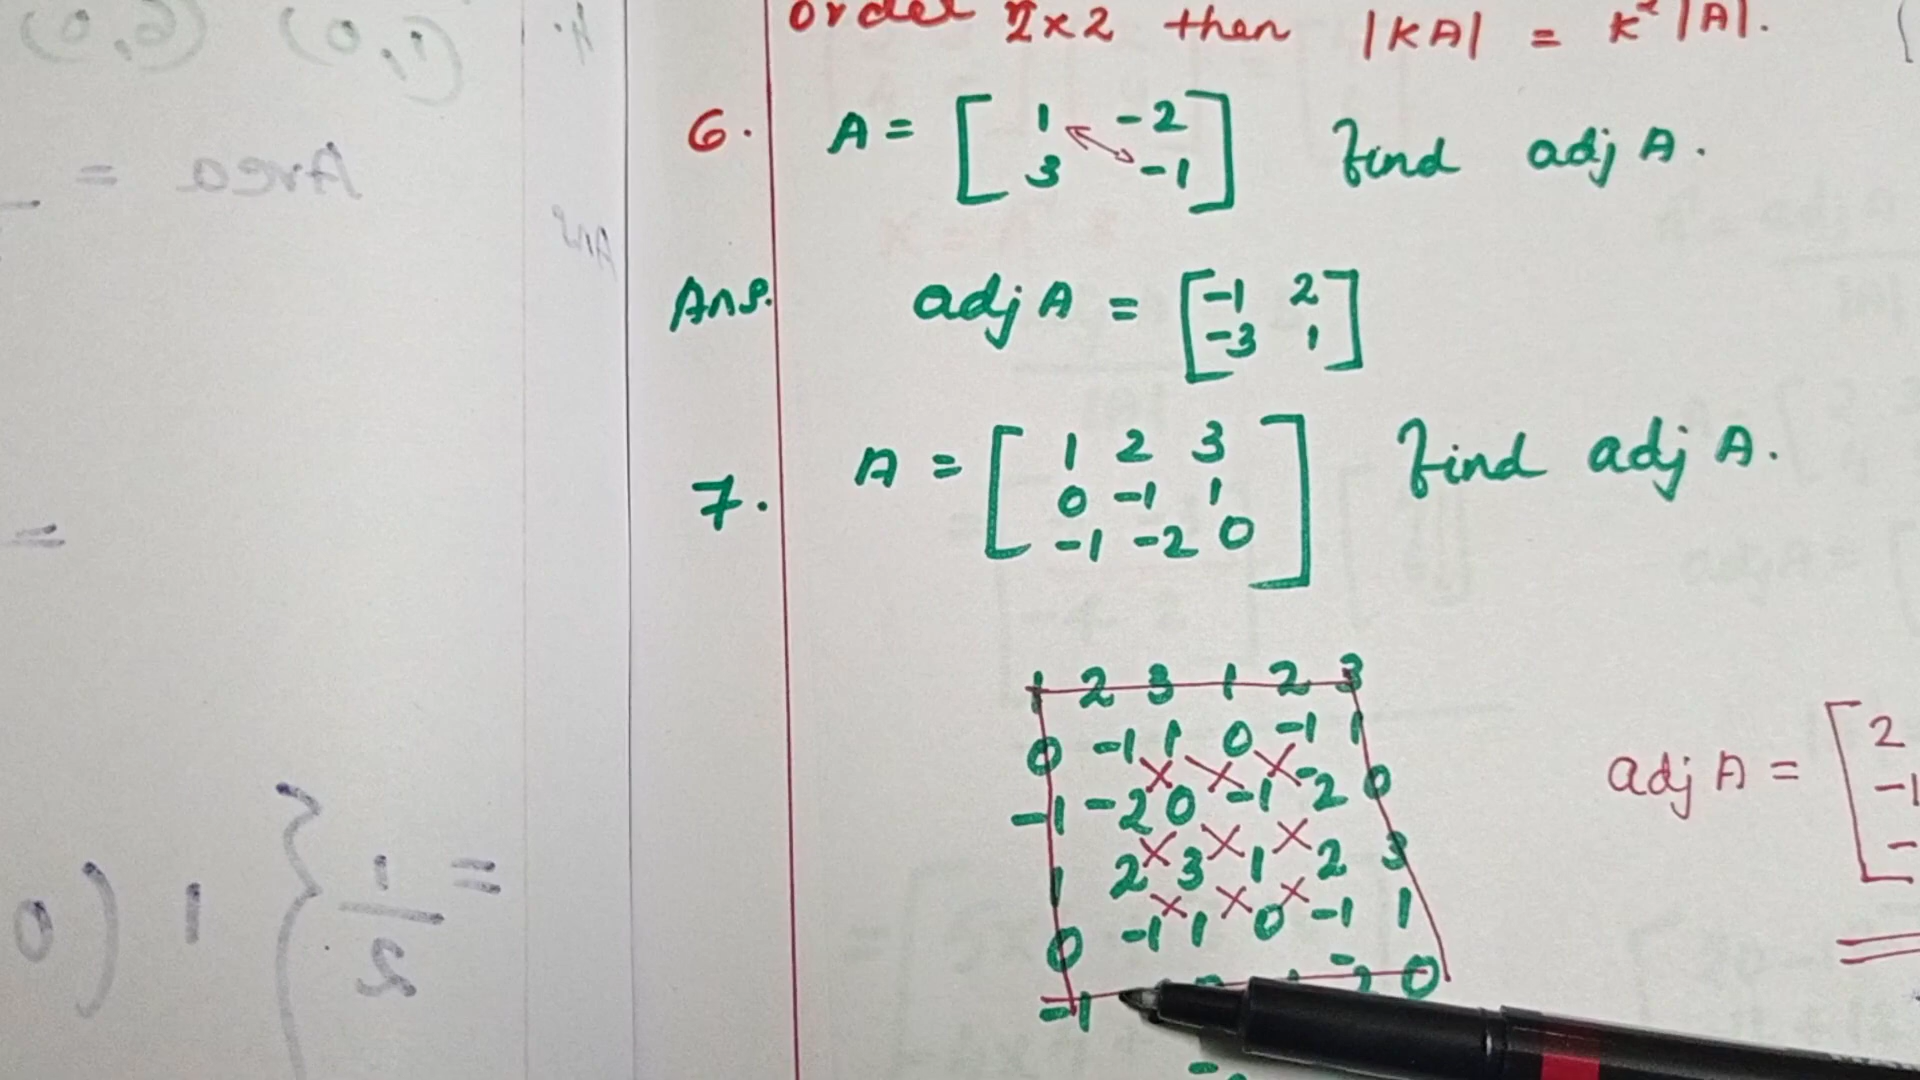 order 2x2 then |KA| = K² |A|.
6. A = [ 1 -2
3 -1 ] find adj A.
Ans. adj A = [ -1 2
-3 1 ]
7. A = [ 1 2 3
0 -1 1
-1 -2 0 ] find adj A.
1 2 3 1 2 3
0 -1 1 0 -1 1
-1 -2 0 -1 -2 0
1 2 3 1 2 3
0 -1 1 0 -1 1
-1 -2 0
adj A = [ 2
-1
-